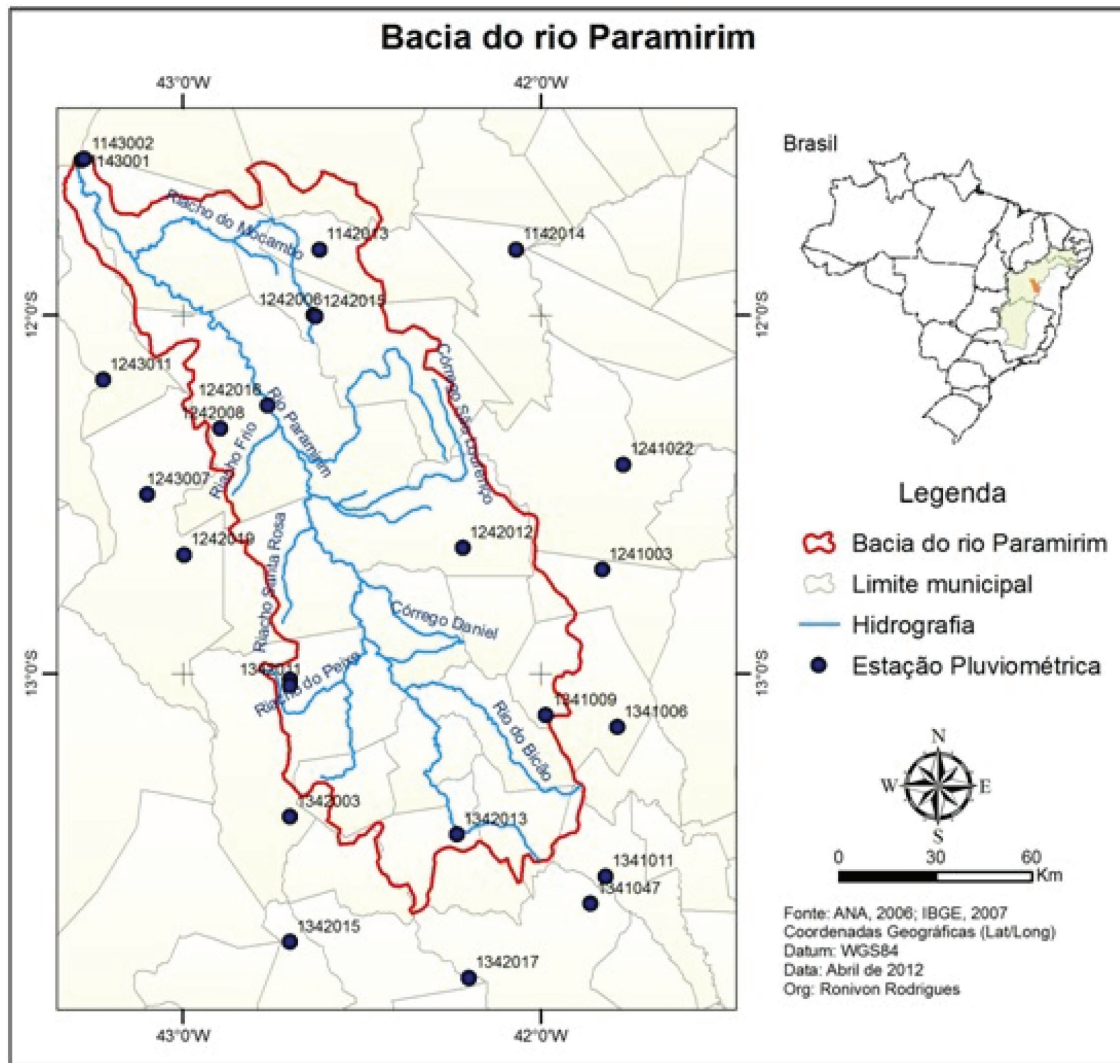 Bacia do rio Paramirim
43°0'W
42°0'W
1143002
1143001
Riacho do Mocambo
1142013
1142014
1242006
1242015
12°0'S
12°0'S
1243011
1242016
1242008
Rio Paramirim
Córrego São Lourenço
Riacho Frio
1241022
1243007
1242019
Riacho Santa Rosa
1242012
1241003
Córrego Daniel
1342011
13°0'S
13°0'S
Riacho do Peixe
1341009
1341006
Rio do Bicão
1342003
1342013
1341011
1341047
1342015
1342017
43°0'W
42°0'W
Brasil
Legenda
Bacia do rio Paramirim
Limite municipal
Hidrografia
Estação Pluviométrica
N
W
E
S
0
30
60
Km
Fonte: ANA, 2006; IBGE, 2007
Coordenadas Geográficas (Lat/Long)
Datum: WGS84
Data: Abril de 2012
Org: Ronivon Rodrigues